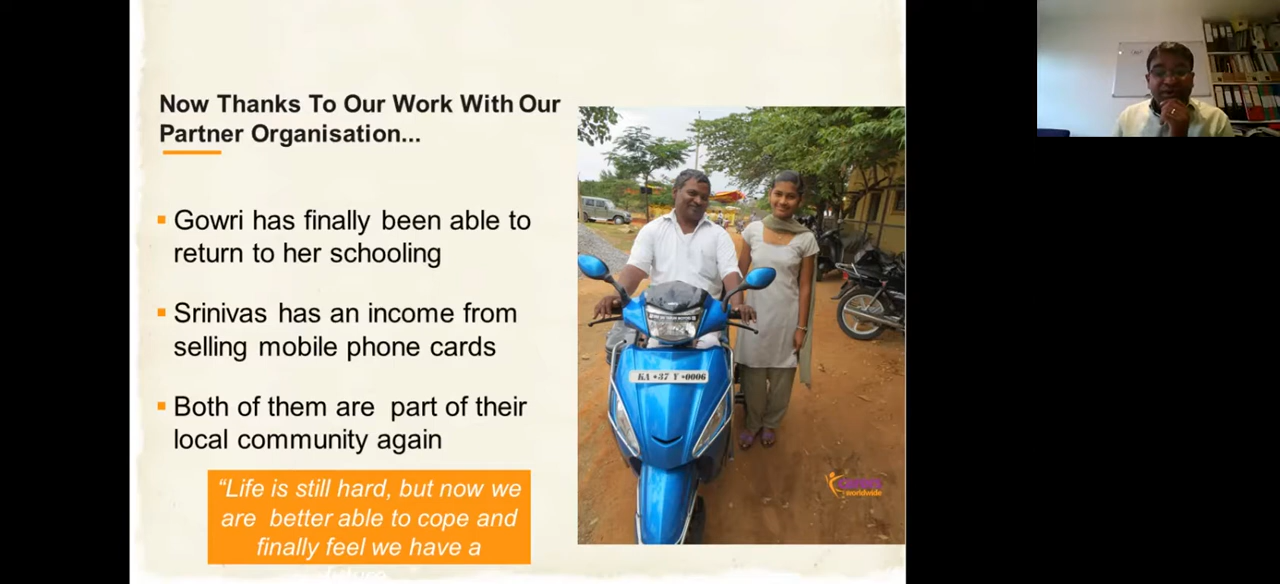 Now Thanks To Our Work With Our
Partner Organisation...
Gowri has finally been able to
return to her schooling
Srinivas has an income from
selling mobile phone cards
Both of them are part of their
local community again
“Life is still hard, but now we
are better able to cope and
finally feel we have a
KA 37 Y 0006
worldwide